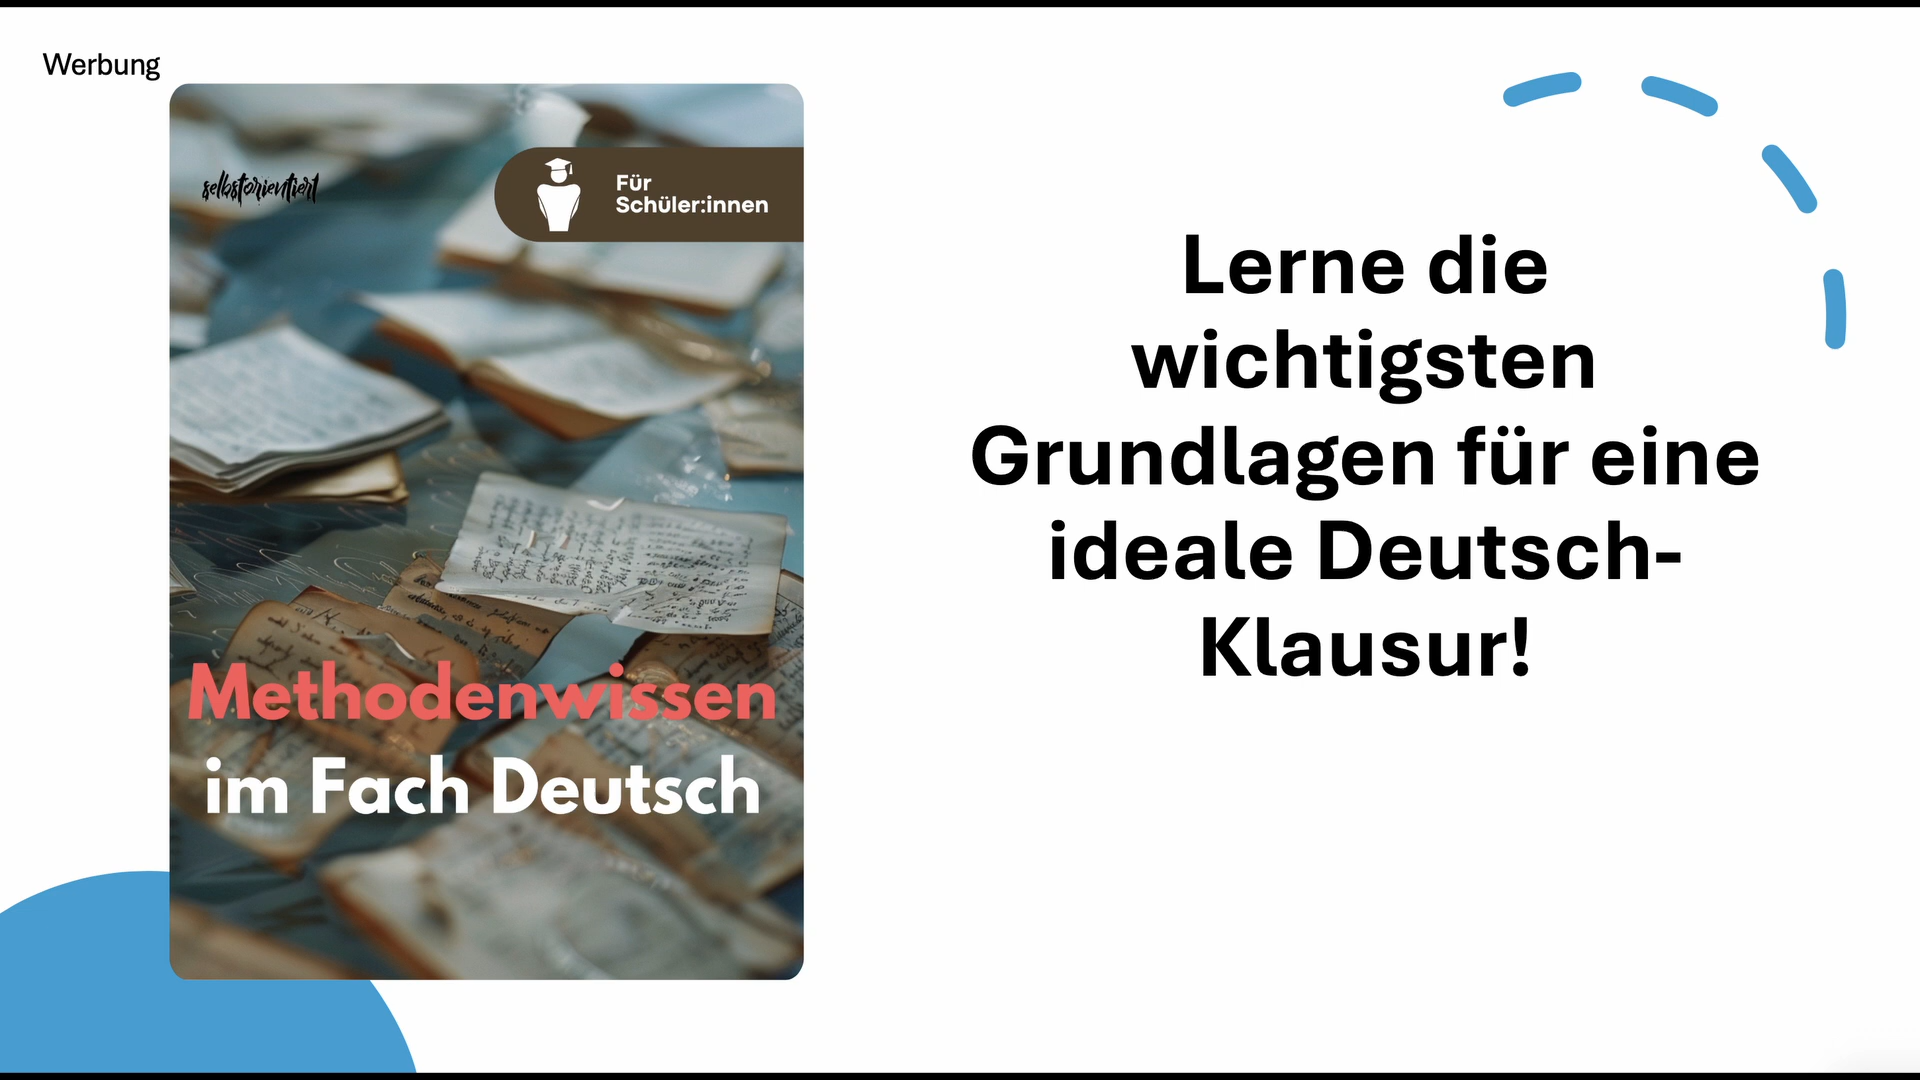 Werbung
selbstorientiert
Für
Schüler:innen
Methodenwissen
im Fach Deutsch
Lerne die
wichtigsten
Grundlagen für eine
ideale Deutsch-
Klausur!